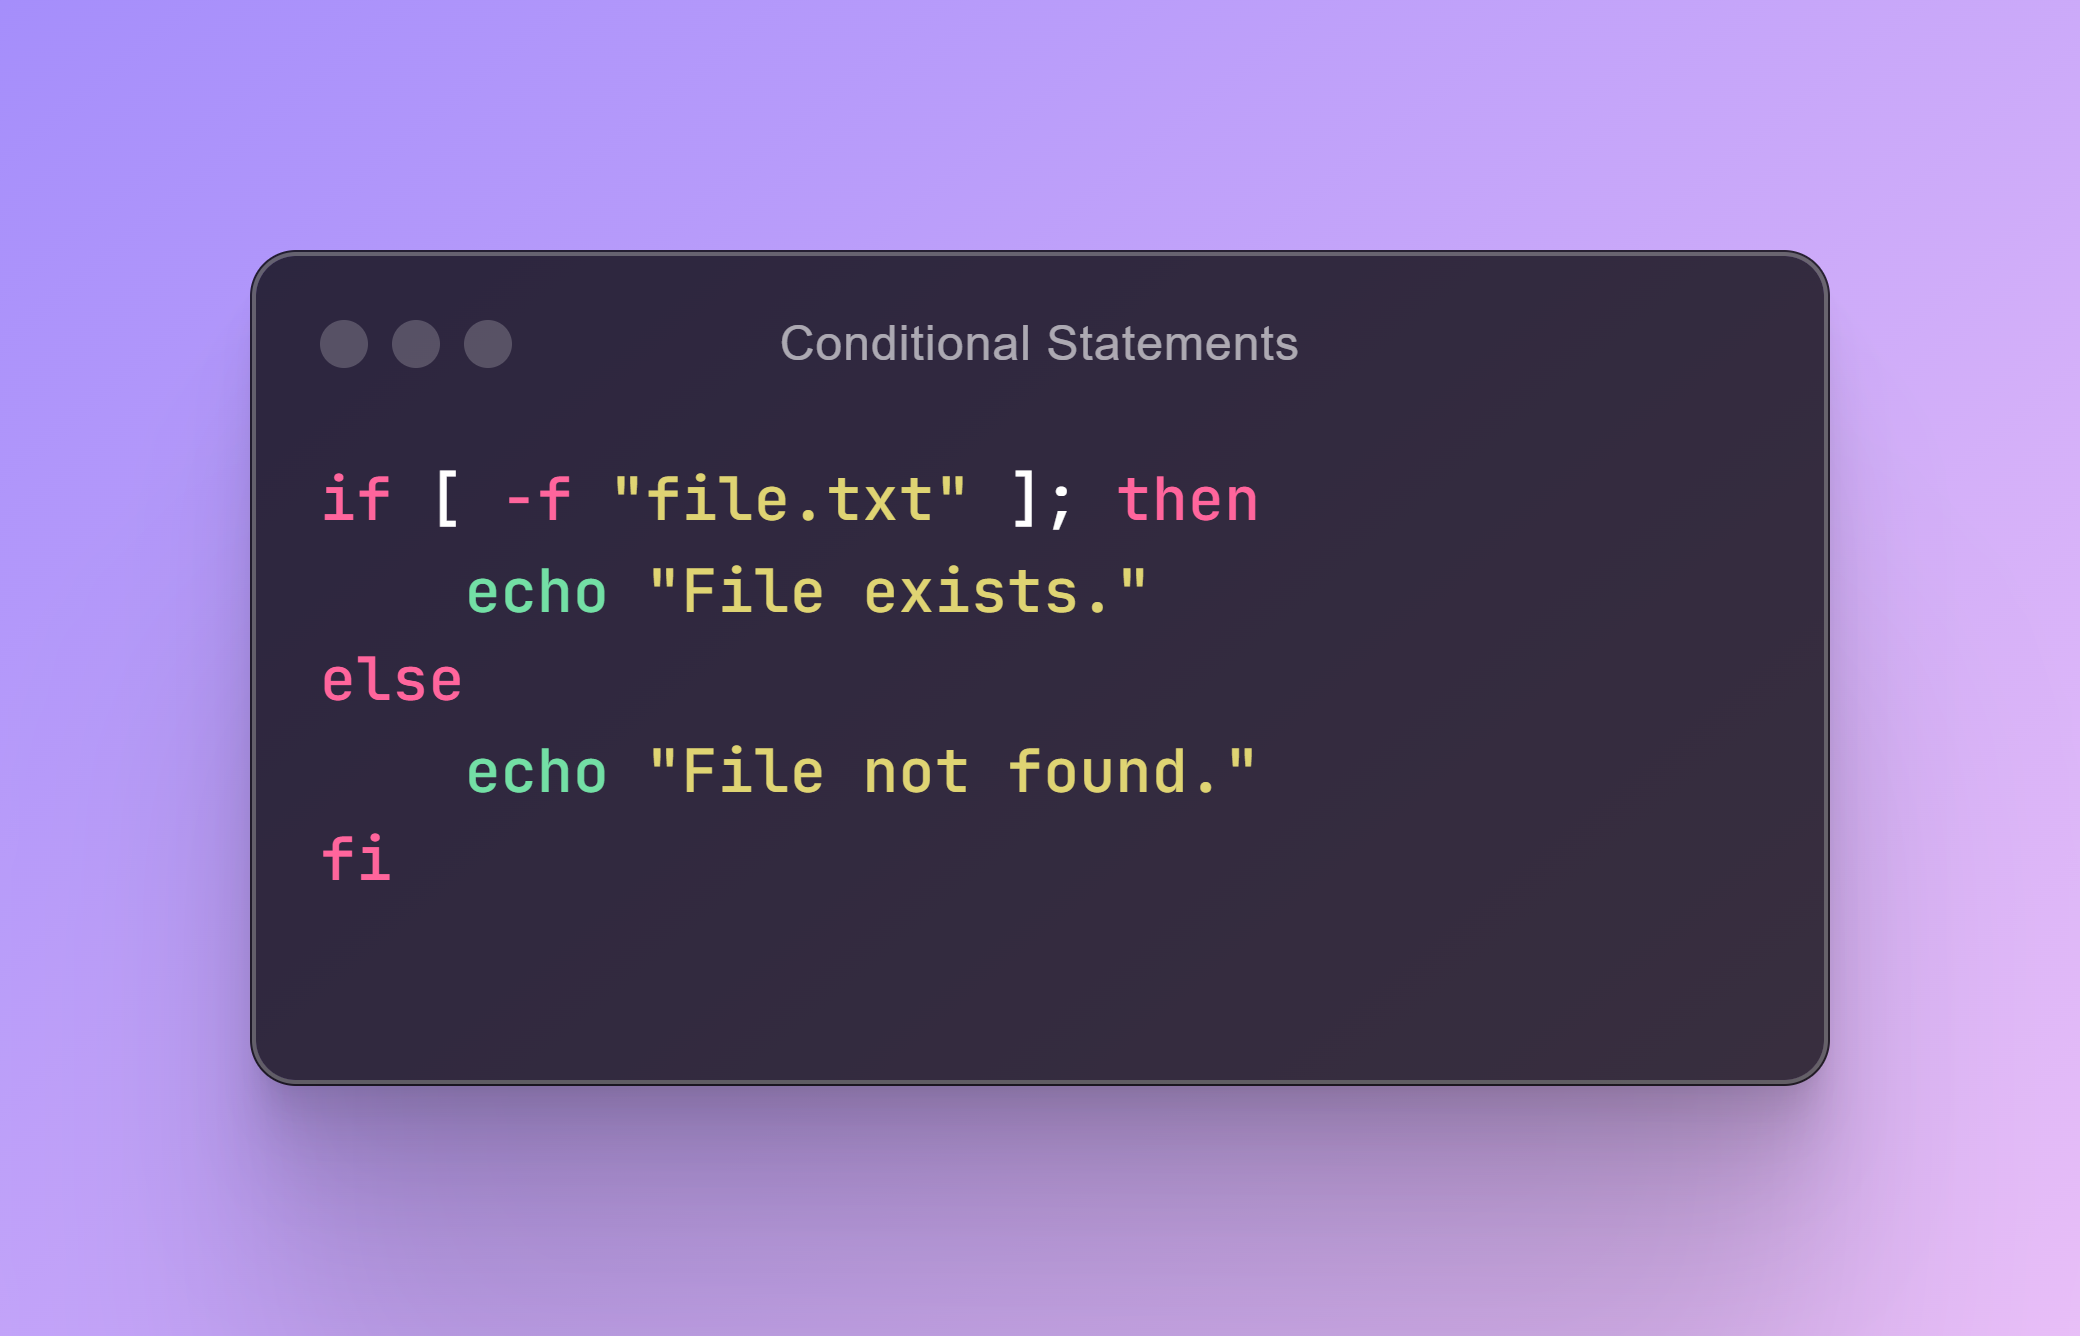 Conditional Statements
if [ -f "file.txt" ]; then
    echo "File exists."
else
    echo "File not found."
fi